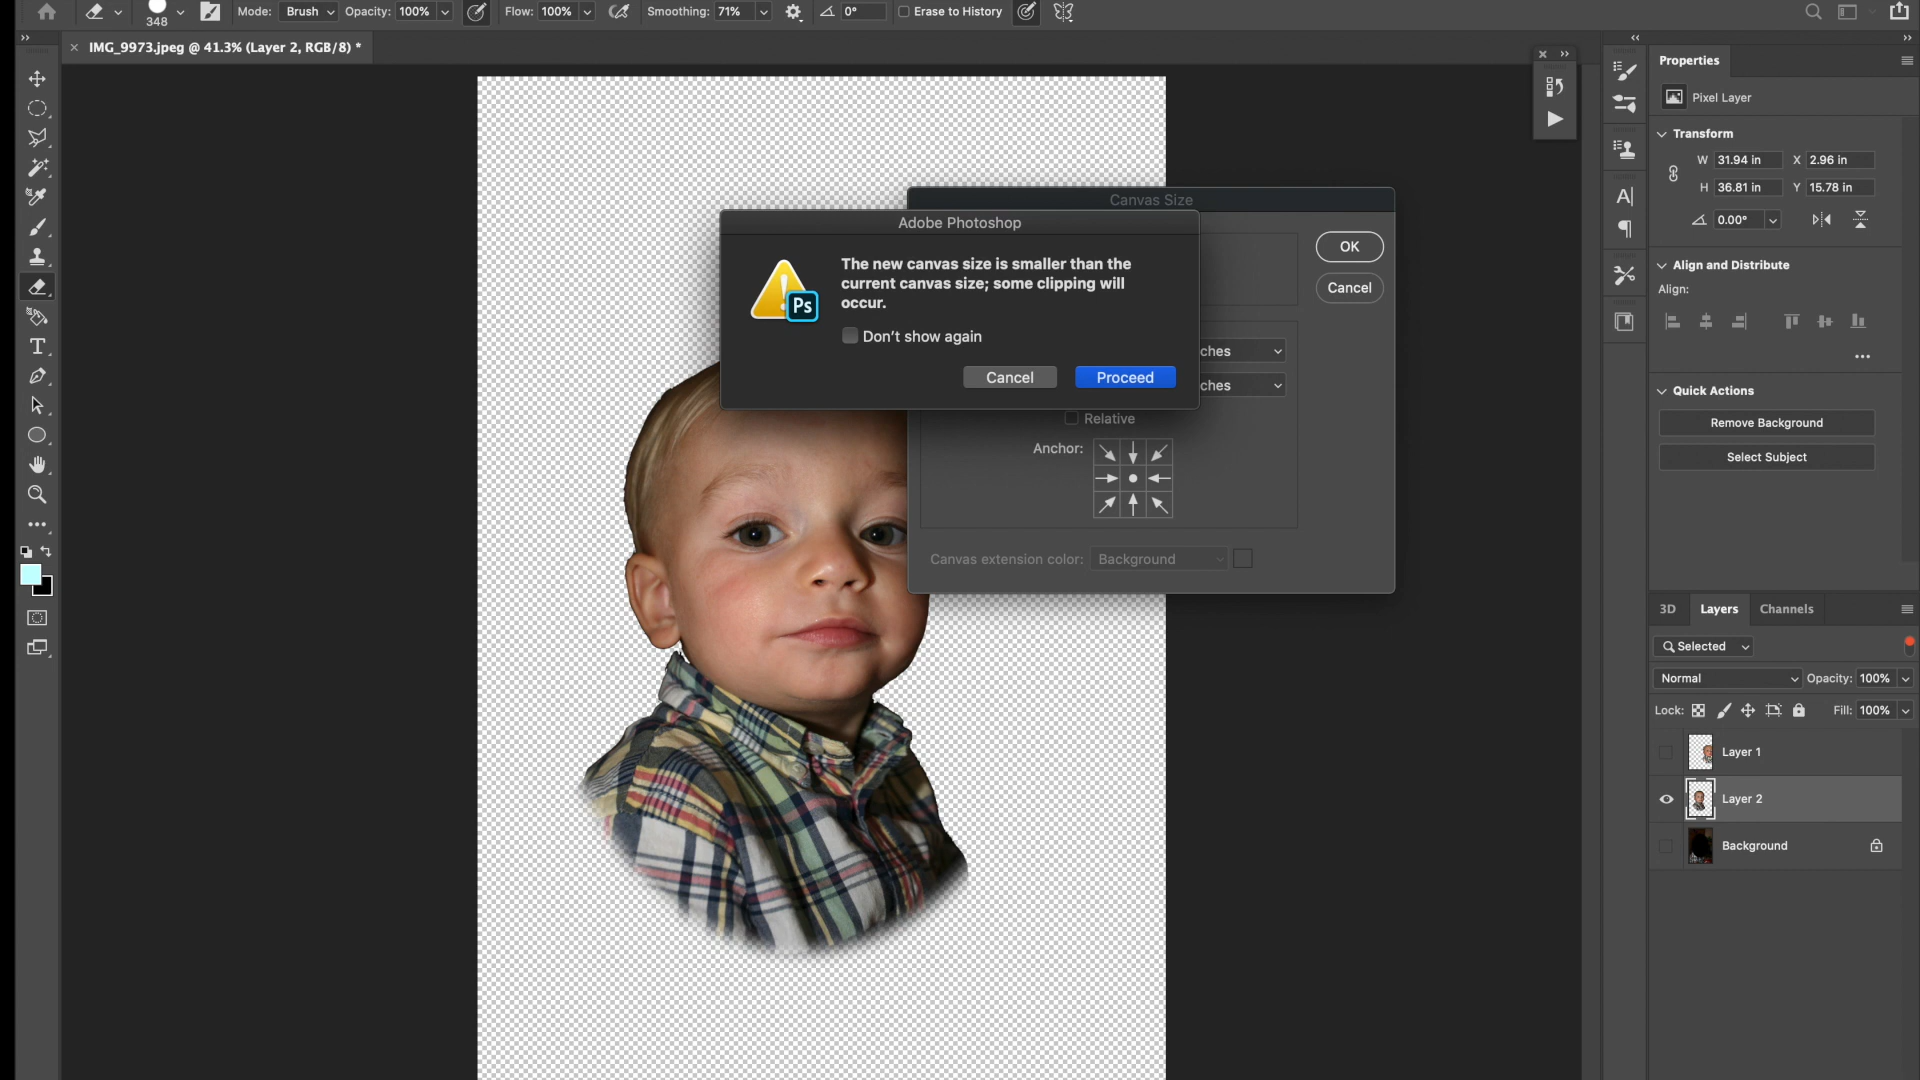 348
Mode: Brush Opacity: 100% Flow: 100% Smoothing: 71% 0° Erase to History
IMG_9973.jpeg @ 41.3% (Layer 2, RGB/8) *
Properties
Pixel Layer
Transform
W 31.94 in X 2.96 in
H 36.81 in Y 15.78 in
0.00°
Align and Distribute
Align:
Quick Actions
Remove Background
Select Subject
Canvas Size
OK
Cancel
Adobe Photoshop
The new canvas size is smaller than the
current canvas size; some clipping will
occur.
Ps
Don't show again
Cancel Proceed
ches
ches
Relative
Anchor:
Canvas extension color: Background
3D Layers Channels
Selected
Normal Opacity: 100%
Lock: Fill: 100%
Layer 1
Layer 2
Background